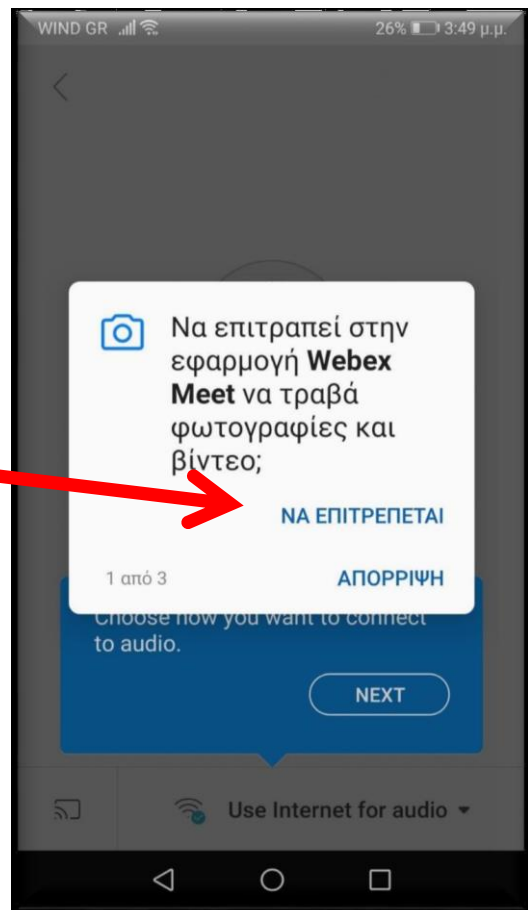 WIND GR 26% 3:49 μ.μ.
Να επιτραπεί στην
εφαρμογή Webex
Meet να τραβά
φωτογραφίες και
βίντεο;
ΝΑ ΕΠΙΤΡΕΠΕΤΑΙ
1 από 3 ΑΠΟΡΡΙΨΗ
Choose how you want to connect
to audio.
NEXT
Use Internet for audio